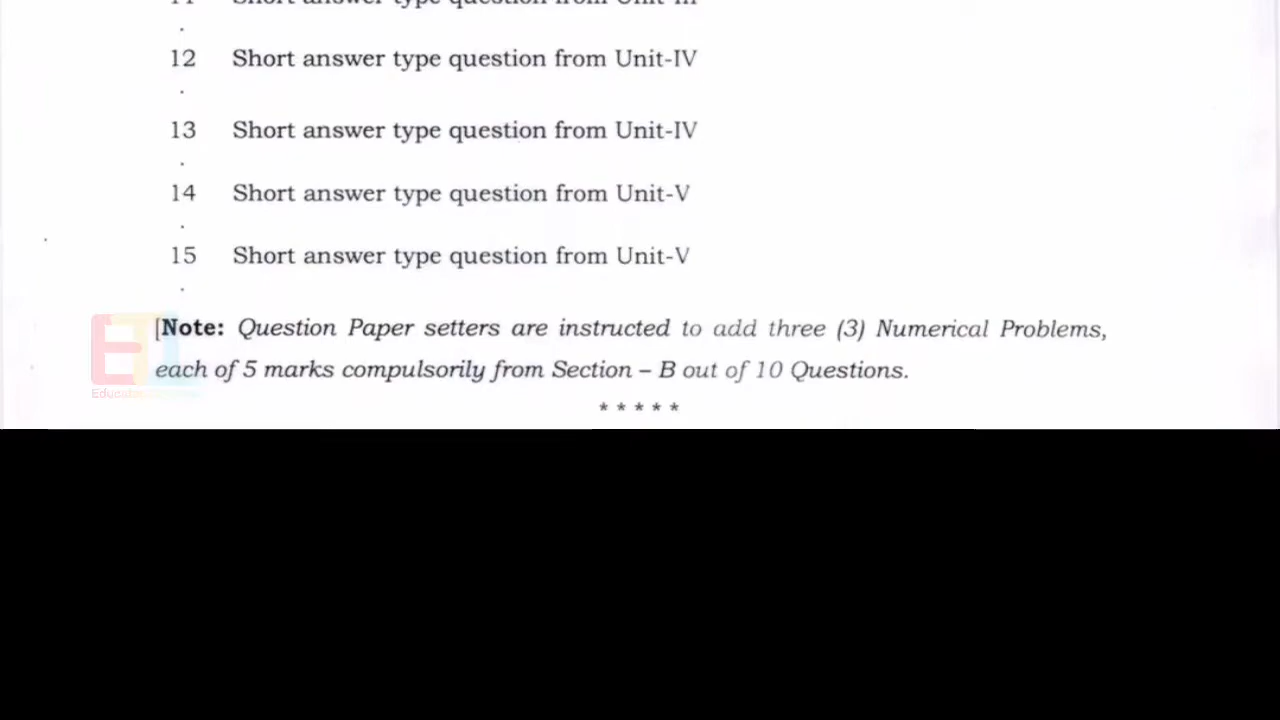 12 Short answer type question from Unit-IV
.
13 Short answer type question from Unit-IV
.
14 Short answer type question from Unit-V
.
15 Short answer type question from Unit-V
.
[Note: Question Paper setters are instructed to add three (3) Numerical Problems,
each of 5 marks compulsorily from Section – B out of 10 Questions.
* * * * *